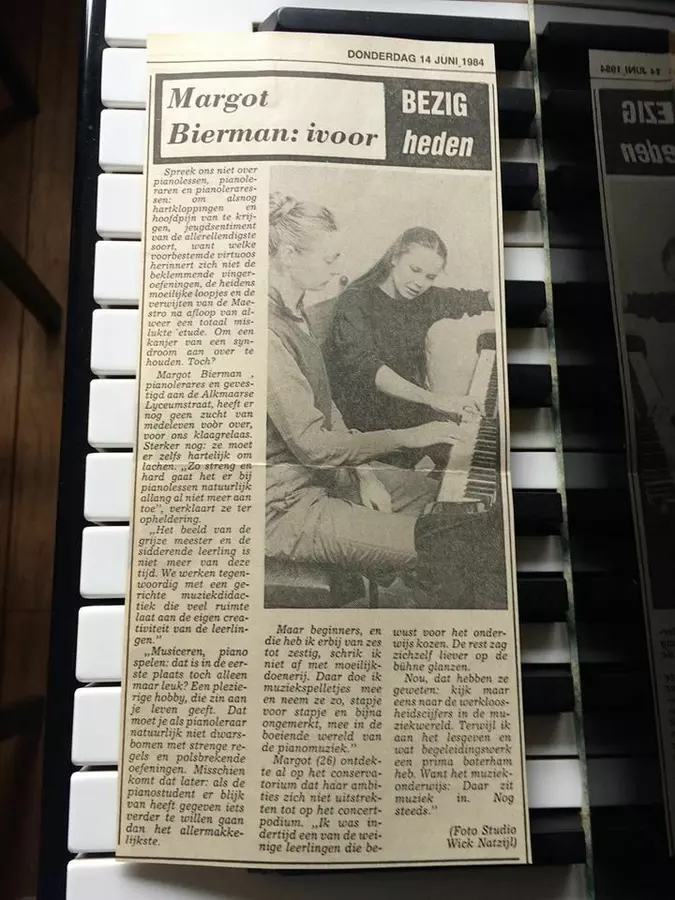 DONDERDAG 14 JUNI 1984
Margot
Bierman: ivoor
BEZIG
heden
Spreek ons niet over
pianolessen, pianole-
raren en pianolerares-
sen: om alsnog
hartkloppingen en
hoofdpijn van te krij-
gen, jeugdsentiment
van de allerellendigste
soort, want welke
voorbestemde virtuoos
herinnert zich niet de
beklemmende vinger-
oefeningen, de heidens
moeilijke loopjes en de
verwijten van de Mae-
stro na afloop van al-
weer een totaal mis-
lukte etude. Om een
kanjer van een syn-
droom aan over te
houden. Toch?
Margot Bierman ,
pianolerares en geves-
tigd aan de Alkmaarse
Lyceumstraat, heeft er
nog geen zucht van
medeleven voor over,
voor ons klaagrelaas.
Sterker nog: ze moet
er zelfs hartelijk om
lachen. „Zo streng en
hard gaat het er bij
pianolessen natuurlijk
allang al niet meer aan
toe”, verklaart ze ter
opheldering.
„Het beeld van de
grijze meester en de
sidderende leerling is
niet meer van deze
tijd. We werken tegen-
woordig met een ge-
richte muziekdidac-
tiek die veel ruimte
laat aan de eigen crea-
tiviteit van de leerlin-
gen.”
„Musiceren, piano
spelen: dat is in de eer-
ste plaats toch alleen
maar leuk? Een plezie-
rige hobby, die zin aan
je leven geeft. Dat
moet je als pianoleraar
natuurlijk niet dwars-
bomen met strenge re-
gels en polsbrekende
oefeningen. Misschien
komt dat later: als de
pianostudent er blijk
van heeft gegeven iets
verder te willen gaan
dan het allermakke-
lijkste.
Maar beginners, en
die heb ik erbij van zes
tot zestig, schrik ik
niet af met moeilijk-
doenerij. Daar doe ik
muziekspelletjes mee
en neem ze zo, stapje
voor stapje en bijna
ongemerkt, mee in de
boeiende wereld van
de pianomuziek.”
Margot (26) ontdek-
te al op het conserva-
torium dat haar ambi-
ties zich niet uitstrek-
ten tot op het concert-
podium. „Ik was in-
dertijd een van de wei-
nige leerlingen die be-
wust voor het onder-
wijs kozen. De rest zag
zichzelf liever op de
bühne glanzen.
Nou, dat hebben ze
geweten: kijk maar
eens naar de werkloos-
heidscijfers in de mu-
ziekwereld. Terwijl ik
aan het lesgeven en
wat begeleidingswerk
een prima boterham
heb. Want het muziek-
onderwijs: Daar zit
muziek in. Nog
steeds.”
(Foto Studio
Wick Natzijl)
14 JUNI 1984
EZIG
heden